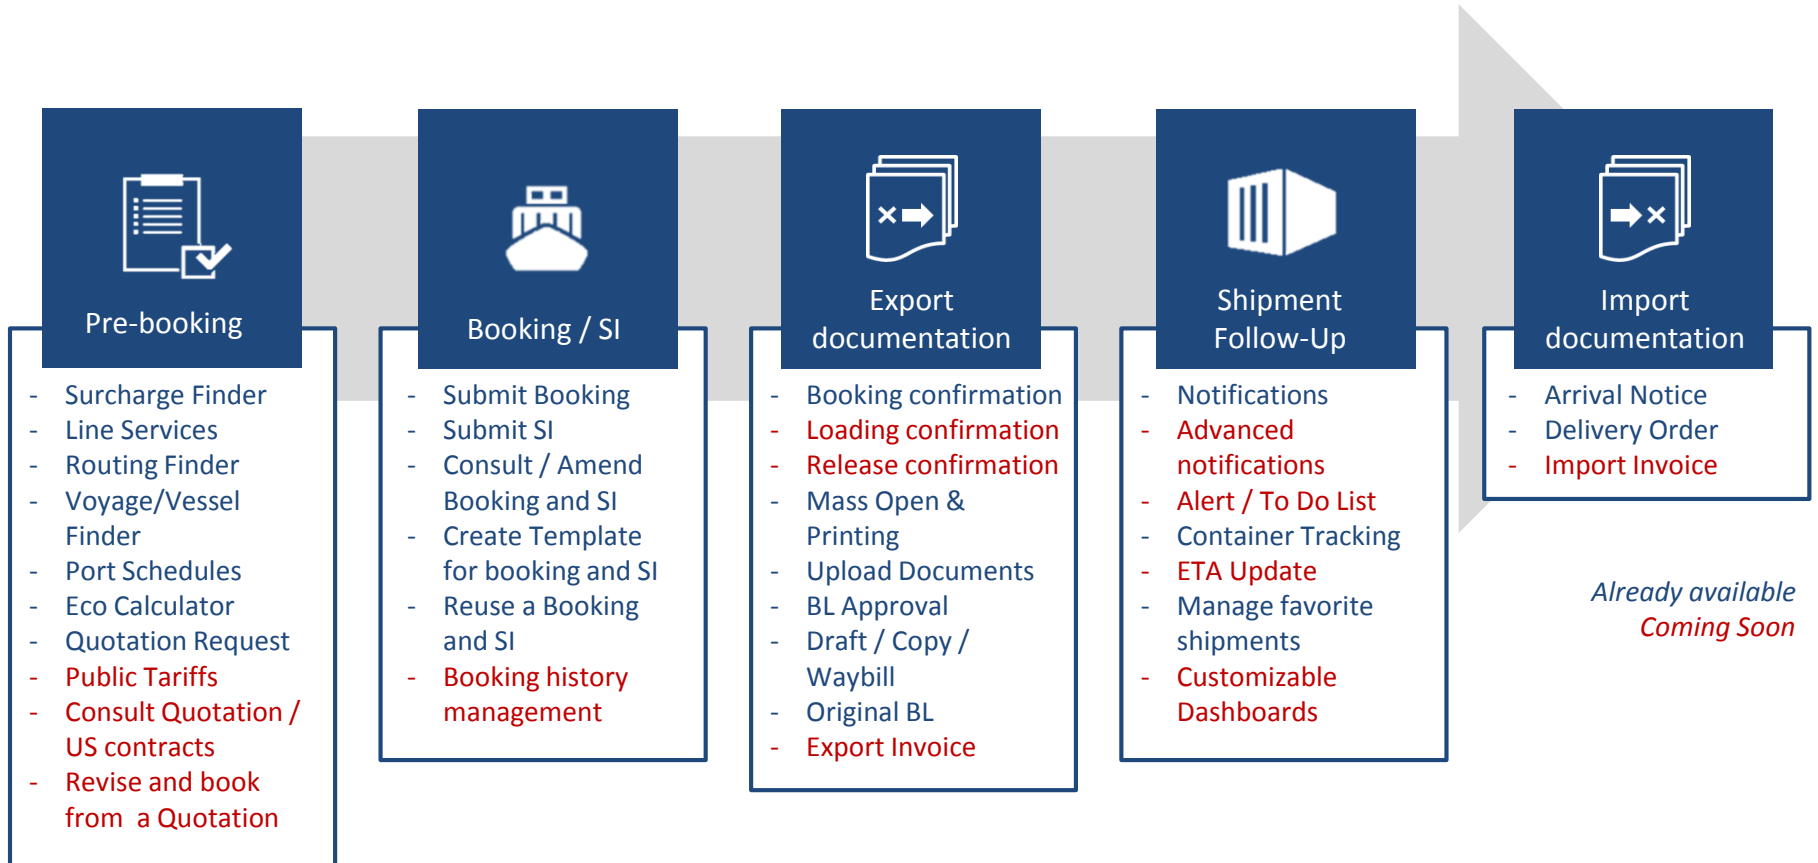 Pre-booking
- Surcharge Finder
- Line Services
- Routing Finder
- Voyage/Vessel
Finder
- Port Schedules
- Eco Calculator
- Quotation Request
- Public Tariffs
- Consult Quotation /
US contracts
- Revise and book
from a Quotation
Booking / SI
- Submit Booking
- Submit SI
- Consult / Amend
Booking and SI
- Create Template
for booking and SI
- Reuse a Booking
and SI
- Booking history
management
Export
documentation
- Booking confirmation
- Loading confirmation
- Release confirmation
- Mass Open &
Printing
- Upload Documents
- BL Approval
- Draft / Copy /
Waybill
- Original BL
- Export Invoice
Shipment
Follow-Up
- Notifications
- Advanced
notifications
- Alert / To Do List
- Container Tracking
- ETA Update
- Manage favorite
shipments
- Customizable
Dashboards
Import
documentation
- Arrival Notice
- Delivery Order
- Import Invoice
Already available
Coming Soon